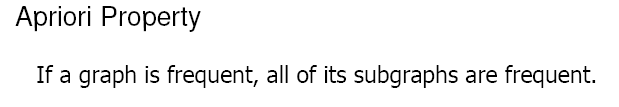 Apriori Property
If a graph is frequent, all of its subgraphs are frequent.